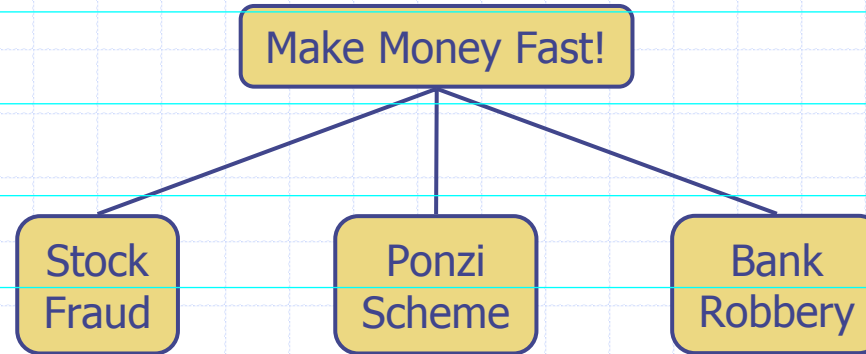 Make Money Fast!
Stock
Fraud
Ponzi
Scheme
Bank
Robbery